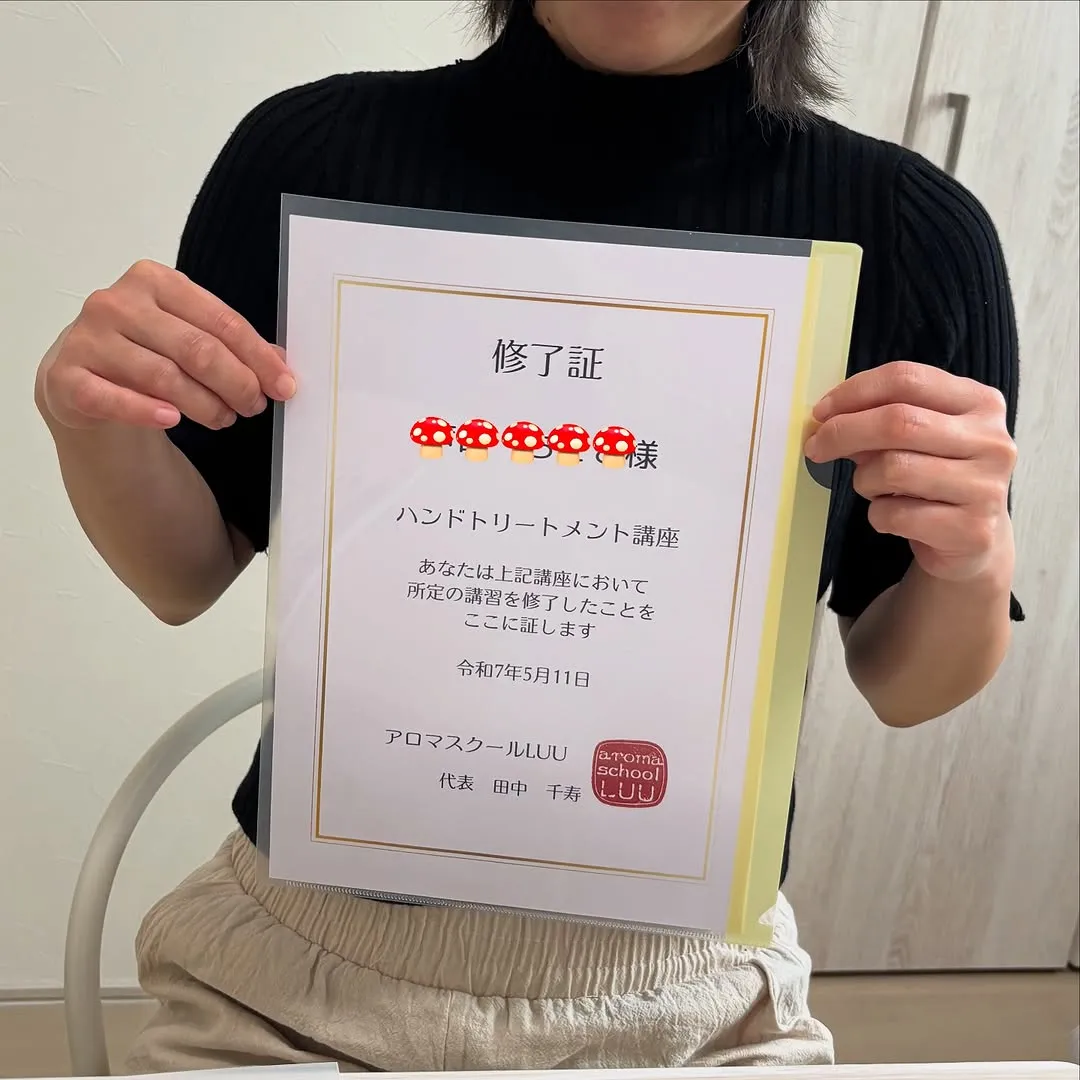 修了証
様
ハンドトリートメント講座
あなたは上記講座において
所定の講習を修了したことを
ここに証します
令和7年5月11日
アロマスクールLUU
代表 田中 千寿
aroma
school
LUU